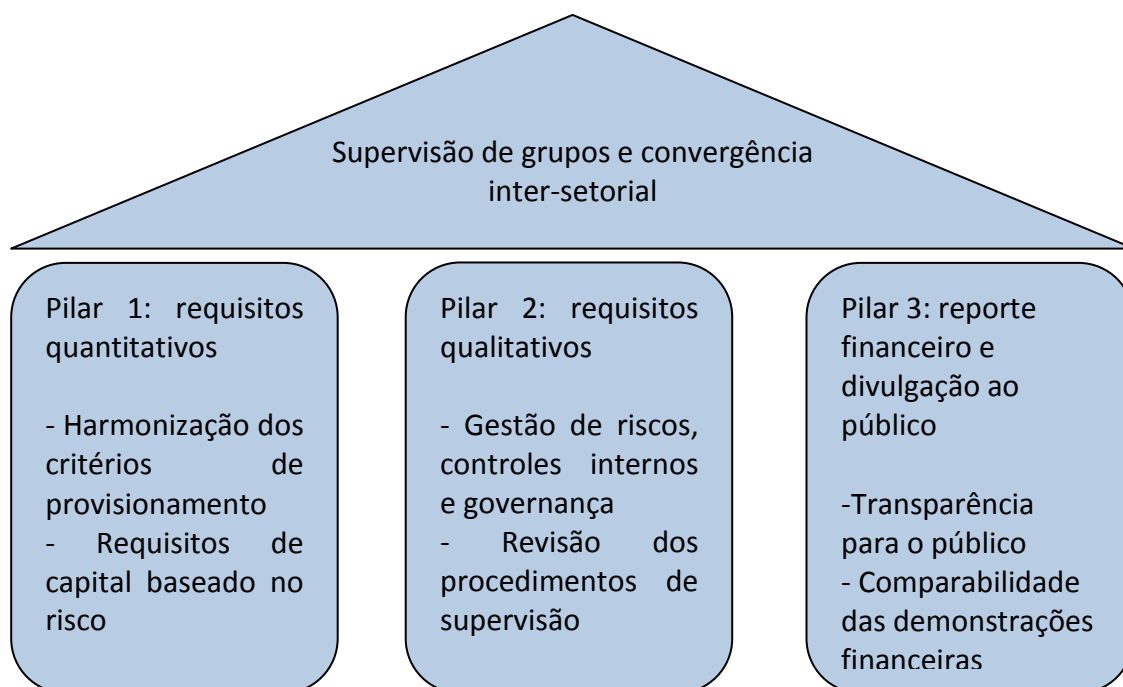 Supervisão de grupos e convergência
inter-setorial
Pilar 1: requisitos
quantitativos
- Harmonização dos
critérios de
provisionamento
- Requisitos de
capital baseado no
risco
Pilar 2: requisitos
qualitativos
- Gestão de riscos,
controles internos
e governança
- Revisão dos
procedimentos de
supervisão
Pilar 3: reporte
financeiro e
divulgação ao
público
-Transparência
para o público
- Comparabilidade
das demonstrações
financeiras